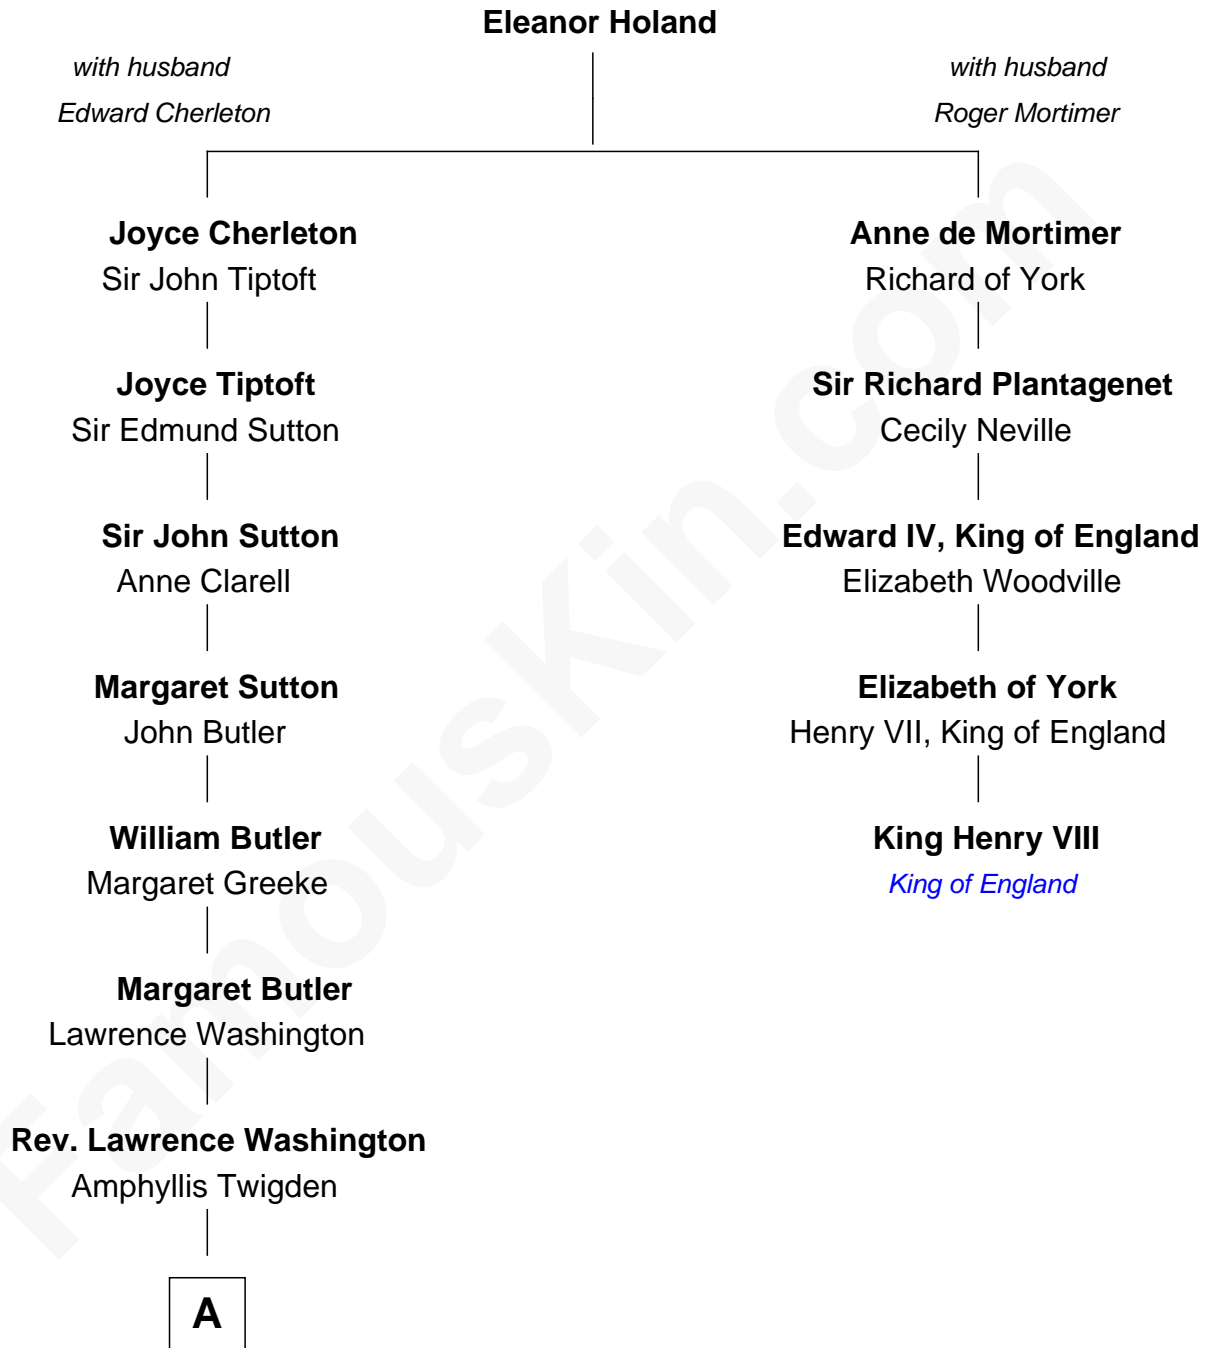 Eleanor Holand
with husband
Edward Cherleton
with husband
Roger Mortimer
Joyce Cherleton
Sir John Tiptoft
Anne de Mortimer
Richard of York
Joyce Tiptoft
Sir Edmund Sutton
Sir Richard Plantagenet
Cecily Neville
Sir John Sutton
Anne Clarell
Edward IV, King of England
Elizabeth Woodville
Margaret Sutton
John Butler
Elizabeth of York
Henry VII, King of England
William Butler
Margaret Greeke
King Henry VIII
King of England
Margaret Butler
Lawrence Washington
Rev. Lawrence Washington
Amphyllis Twigden
A
FamousKin.com